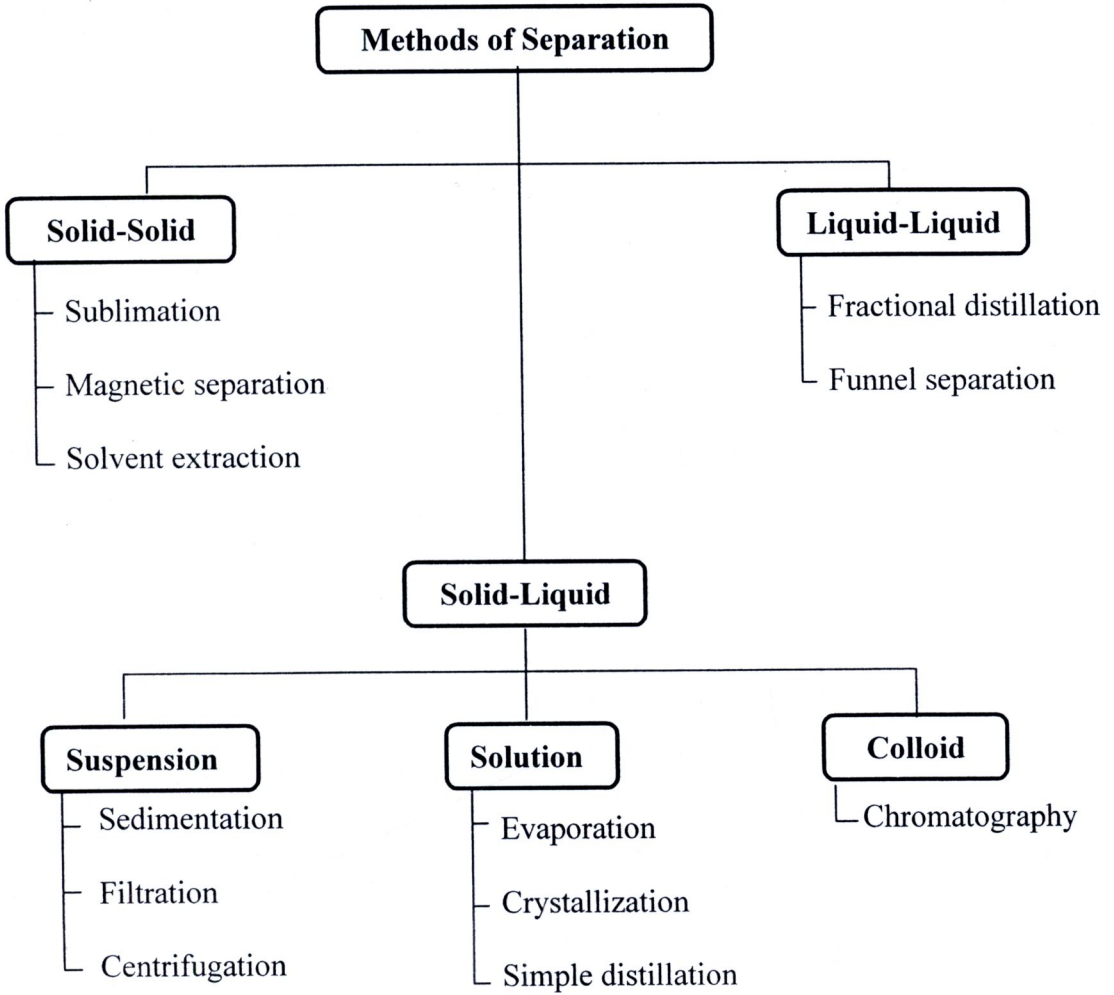 Methods of Separation
Solid-Solid
Sublimation
Magnetic separation
Solvent extraction
Liquid-Liquid
Fractional distillation
Funnel separation
Solid-Liquid
Suspension
Sedimentation
Filtration
Centrifugation
Solution
Evaporation
Crystallization
Simple distillation
Colloid
Chromatography